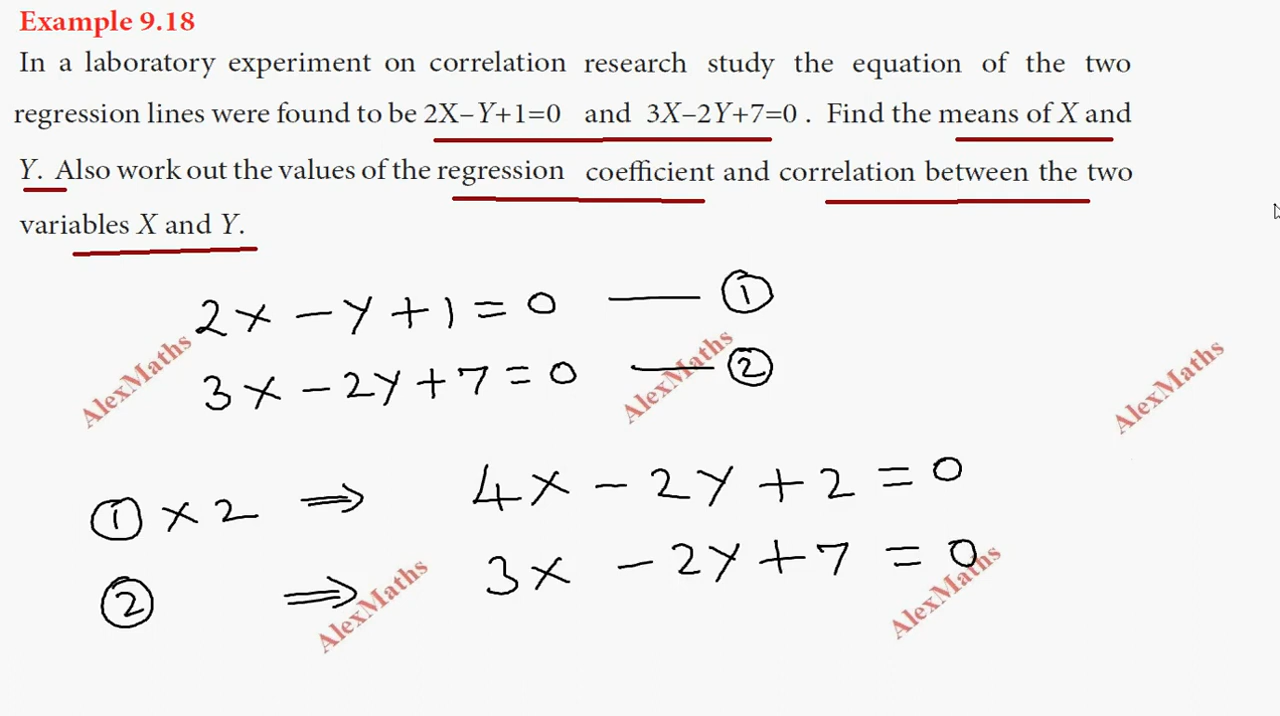 Example 9.18
In a laboratory experiment on correlation research study the equation of the two
regression lines were found to be 2X–Y+1=0 and 3X–2Y+7=0 . Find the means of X and
Y. Also work out the values of the regression coefficient and correlation between the two
variables X and Y.
2x - y + 1 = 0 —— ①
3x - 2y + 7 = 0 —— ②
AlexMaths
AlexMaths
AlexMaths
① × 2 ⇒ 4x - 2y + 2 = 0
② ⇒ 3x - 2y + 7 = 0
AlexMaths
AlexMaths